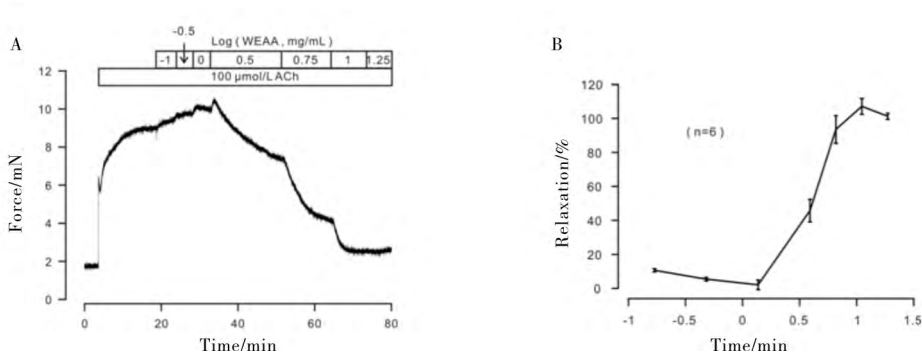 A
-0.5
Log ( WEAA , mg/mL )
-1 0 0.5 0.75 1 1.25
100 μmol/L ACh
12
10
8
6
4
2
0
Force/mN
0 20 40 60 80
Time/min
B
120
100
80
60
40
20
0
Relaxation/%
( n=6 )
-1 -0.5 0 0.5 1 1.5
Time/min